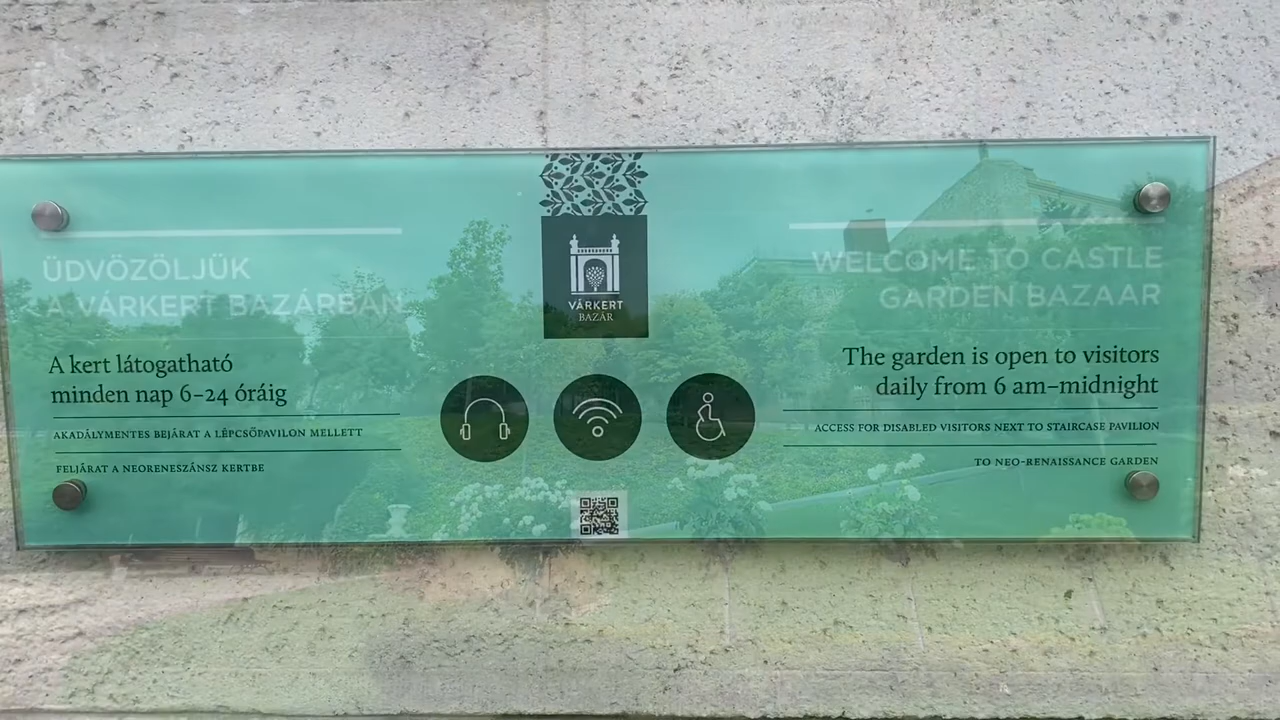 ÜDVÖZÖLJÜK
A VÁRKERT BAZÁRBAN
A kert látogatható
minden nap 6–24 óráig
AKADÁLYMENTES BEJÁRAT A LÉPCSŐPAVILON MELLETT
FELJÁRAT A NEORENESZÁNSZ KERTBE
VÁRKERT
BAZÁR
WELCOME TO CASTLE
GARDEN BAZAAR
The garden is open to visitors
daily from 6 am–midnight
ACCESS FOR DISABLED VISITORS NEXT TO STAIRCASE PAVILION
TO NEO-RENAISSANCE GARDEN